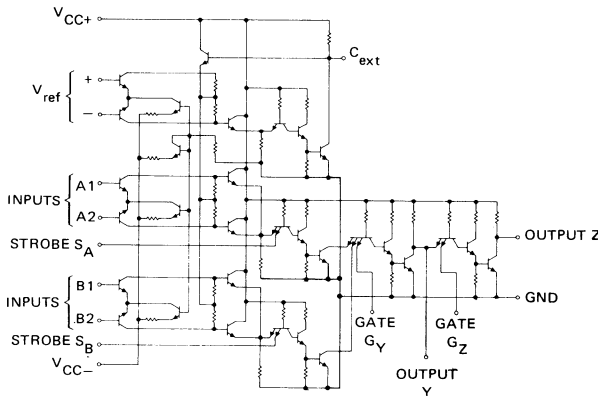 VCC+
Cext
Vref { + −
INPUTS { A1 A2
STROBE SA
INPUTS { B1 B2
STROBE SB
VCC−
OUTPUT Z
GND
GATE GY
GATE GZ
OUTPUT Y